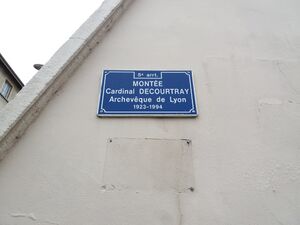 5e arrt.
MONTÉE
Cardinal DECOURTRAY
Archevêque de Lyon
1923-1994